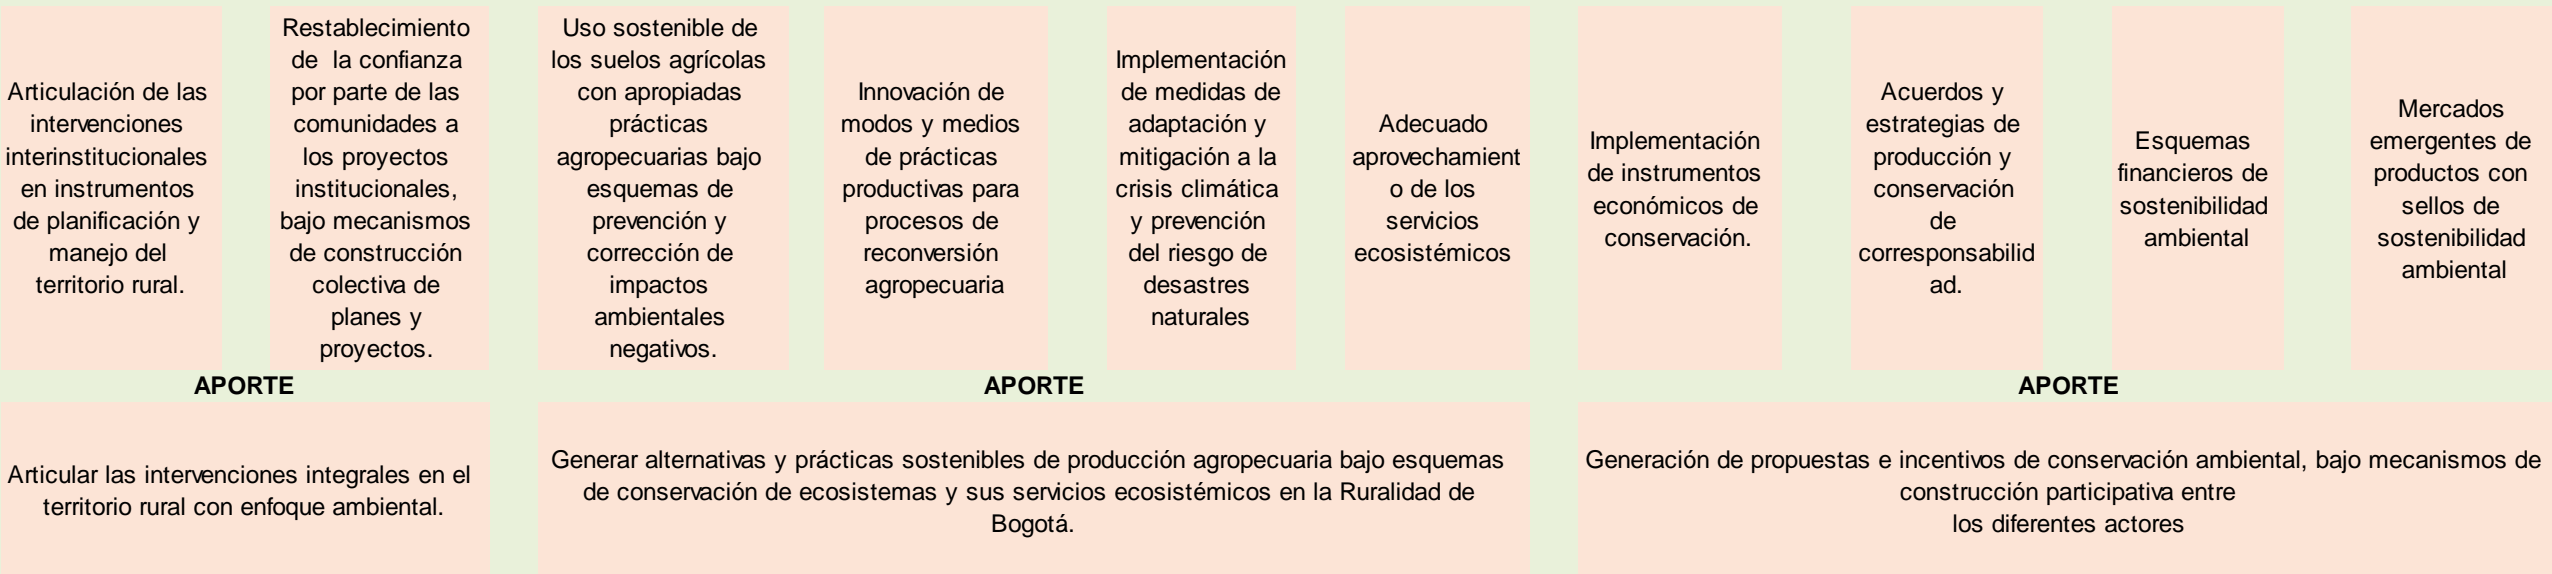 Articulación de las
intervenciones
interinstitucionales
en instrumentos
de planificación y
manejo del
territorio rural.
Restablecimiento
de la confianza
por parte de las
comunidades a
los proyectos
institucionales,
bajo mecanismos
de construcción
colectiva de
planes y
proyectos.
Uso sostenible de
los suelos agrícolas
con apropiadas
prácticas
agropecuarias bajo
esquemas de
prevención y
corrección de
impactos
ambientales
negativos.
Innovación de
modos y medios
de prácticas
productivas para
procesos de
reconversión
agropecuaria
Implementación
de medidas de
adaptación y
mitigación a la
crisis climática
y prevención
del riesgo de
desastres
naturales
Adecuado
aprovechamient
o de los
servicios
ecosistémicos
Implementación
de instrumentos
económicos de
conservación.
Acuerdos y
estrategias de
producción y
conservación
de
corresponsabilid
ad.
Esquemas
financieros de
sostenibilidad
ambiental
Mercados
emergentes de
productos con
sellos de
sostenibilidad
ambiental
APORTE
APORTE
APORTE
Articular las intervenciones integrales en el
territorio rural con enfoque ambiental.
Generar alternativas y prácticas sostenibles de producción agropecuaria bajo esquemas
de conservación de ecosistemas y sus servicios ecosistémicos en la Ruralidad de
Bogotá.
Generación de propuestas e incentivos de conservación ambiental, bajo mecanismos de
construcción participativa entre
los diferentes actores